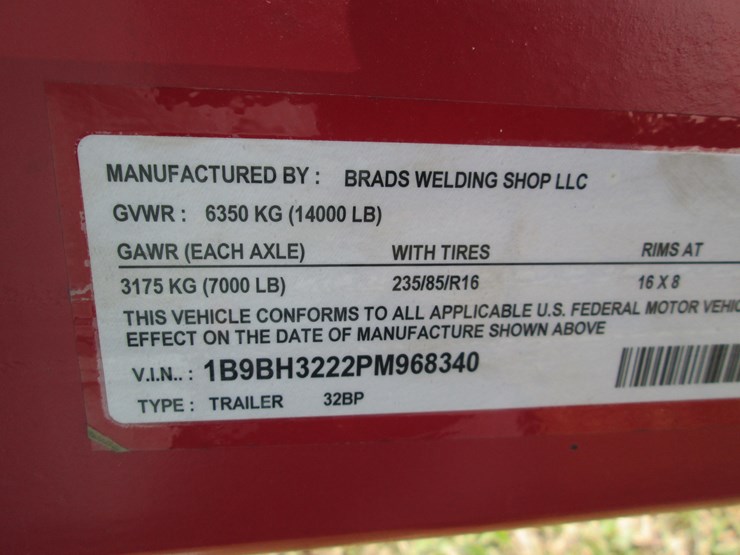 MANUFACTURED BY : BRADS WELDING SHOP LLC
GVWR : 6350 KG (14000 LB)
GAWR (EACH AXLE) WITH TIRES RIMS AT
3175 KG (7000 LB) 235/85/R16 16 X 8
THIS VEHICLE CONFORMS TO ALL APPLICABLE U.S. FEDERAL MOTOR VEHIC
EFFECT ON THE DATE OF MANUFACTURE SHOWN ABOVE
V.I.N.. : 1B9BH3222PM968340
TYPE : TRAILER 32BP